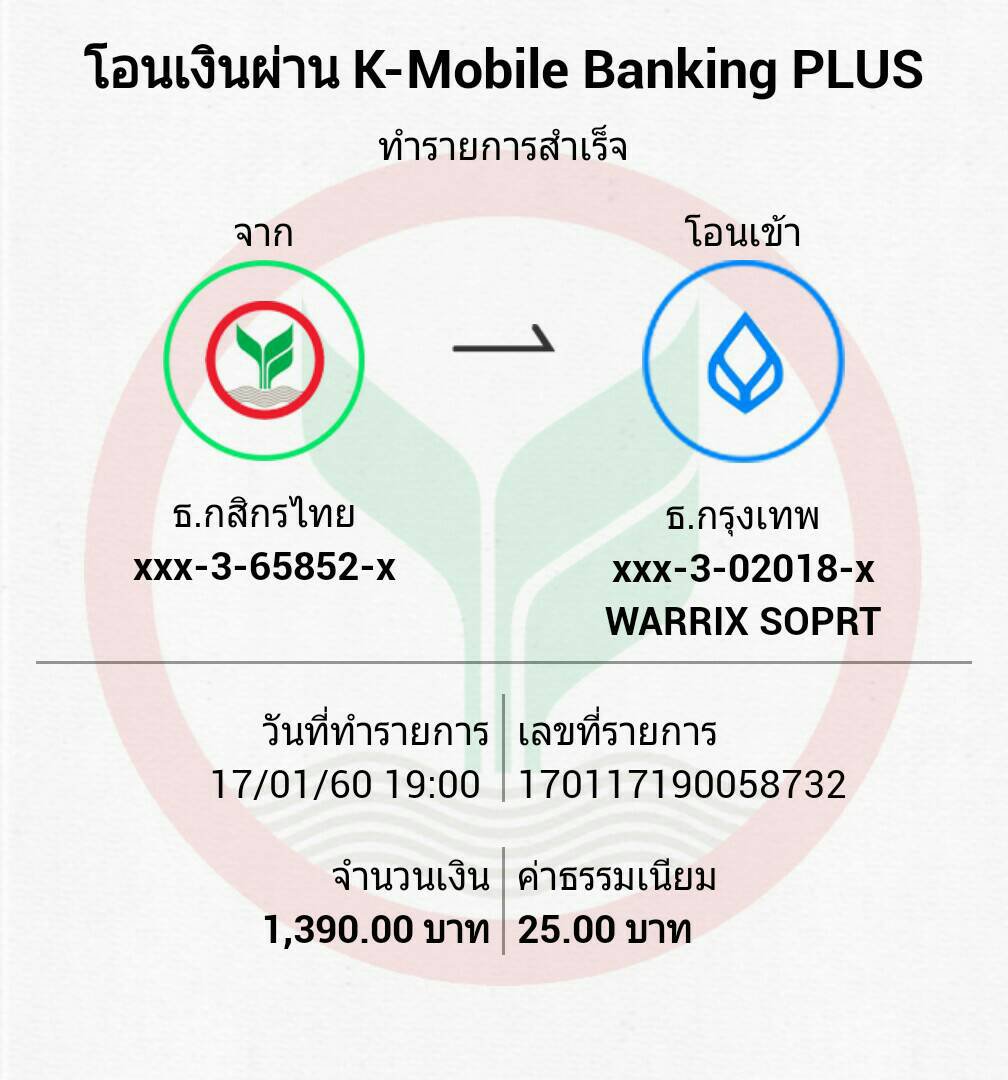 โอนเงินผ่าน K-Mobile Banking PLUS
ทำรายการสำเร็จ
จาก
โอนเข้า
ธ.กสิกรไทย
xxx-3-65852-x
ธ.กรุงเทพ
xxx-3-02018-x
WARRIX SOPRT
วันที่ทำรายการ
17/01/60 19:00
เลขที่รายการ
170117190058732
จำนวนเงิน
1,390.00 บาท
ค่าธรรมเนียม
25.00 บาท